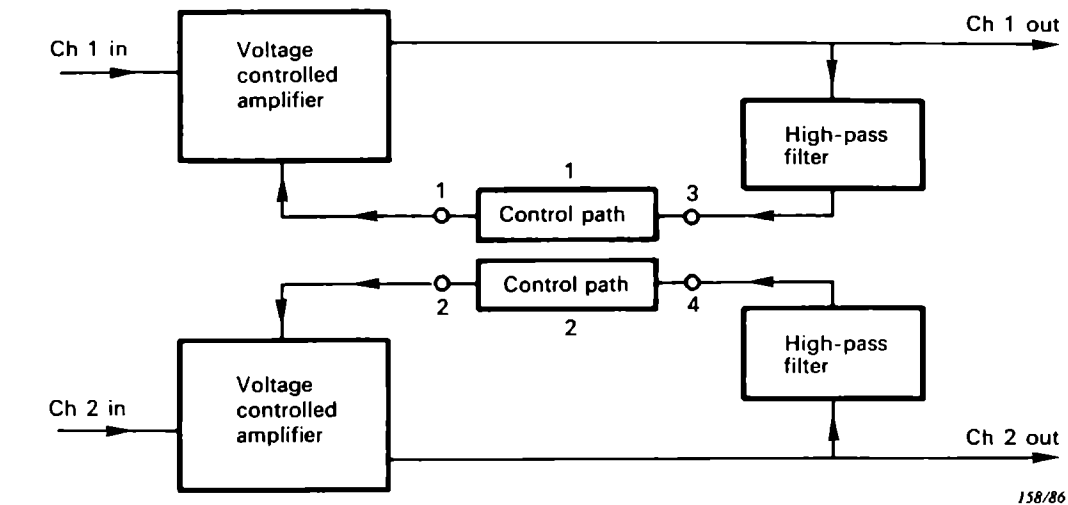 Ch 1 in
Voltage
controlled
amplifier
Ch 1 out
High-pass
filter
1
1
Control path
3
2
Control path
4
2
High-pass
filter
Ch 2 in
Voltage
controlled
amplifier
Ch 2 out
158/86